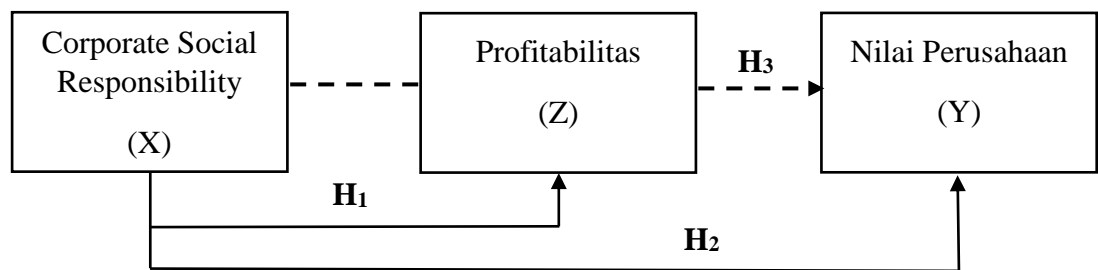 Corporate Social
Responsibility
(X)
Profitabilitas
(Z)
H3
Nilai Perusahaan
(Y)
H1
H2